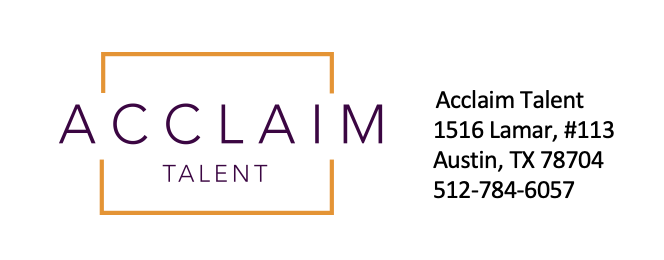 ACCLAIM
TALENT
Acclaim Talent
1516 Lamar, #113
Austin, TX 78704
512-784-6057